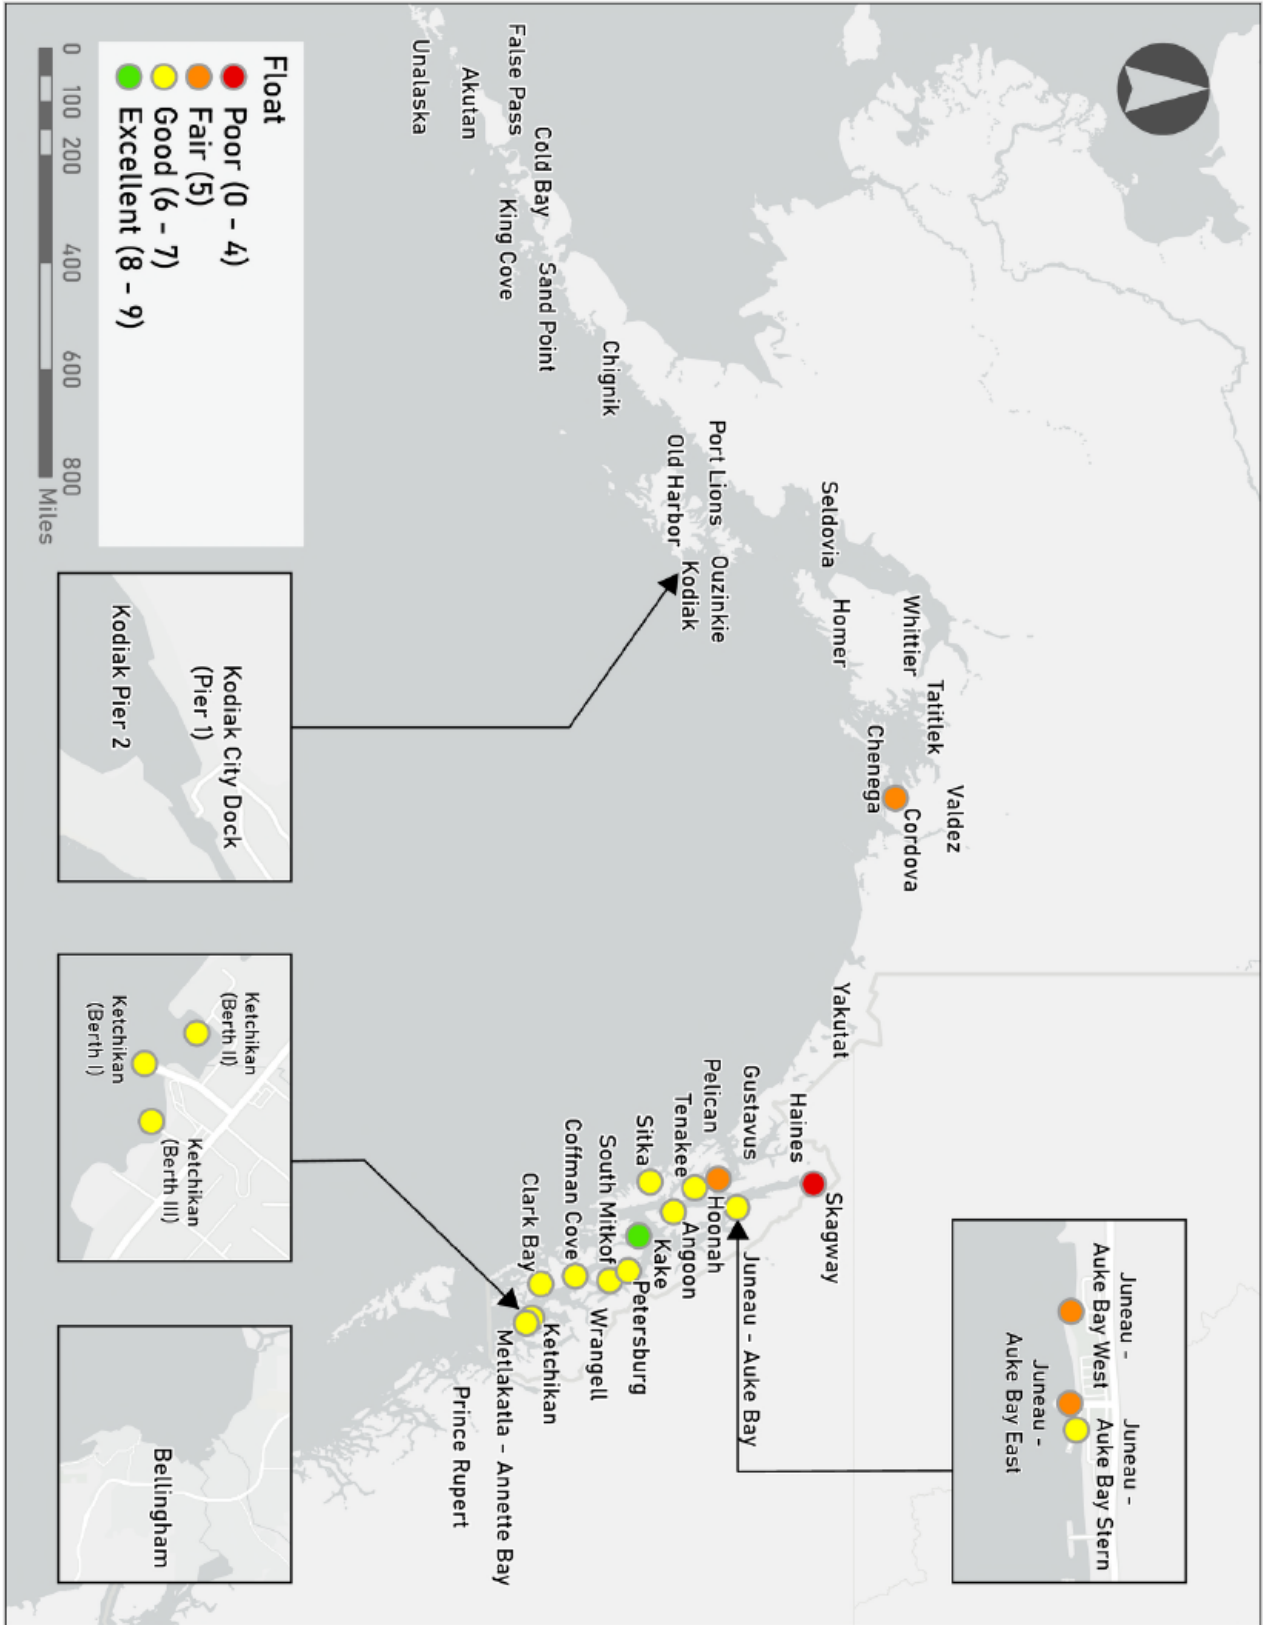 Float
Poor (0 - 4)
Fair (5)
Good (6 - 7)
Excellent (8 - 9)
0 100 200 400 600 800
Miles
Unalaska
Akutan
False Pass
Cold Bay
King Cove
Sand Point
Chignik
Port Lions
Old Harbor
Ouzinkie
Kodiak
Seldovia
Homer
Whittier
Tatitlek
Chenega
Valdez
Cordova
Yakutat
Haines
Skagway
Gustavus
Pelican
Hoonah
Juneau - Auke Bay
Tenakee
Angoon
Sitka
Kake
South Mitkof
Petersburg
Coffman Cove
Wrangell
Clark Bay
Ketchikan
Metlakatla - Annette Bay
Prince Rupert
Juneau -
Auke Bay West
Juneau -
Auke Bay Stern
Juneau -
Auke Bay East
Kodiak City Dock
(Pier 1)
Kodiak Pier 2
Ketchikan
(Berth II)
Ketchikan
(Berth I)
Ketchikan
(Berth III)
Bellingham